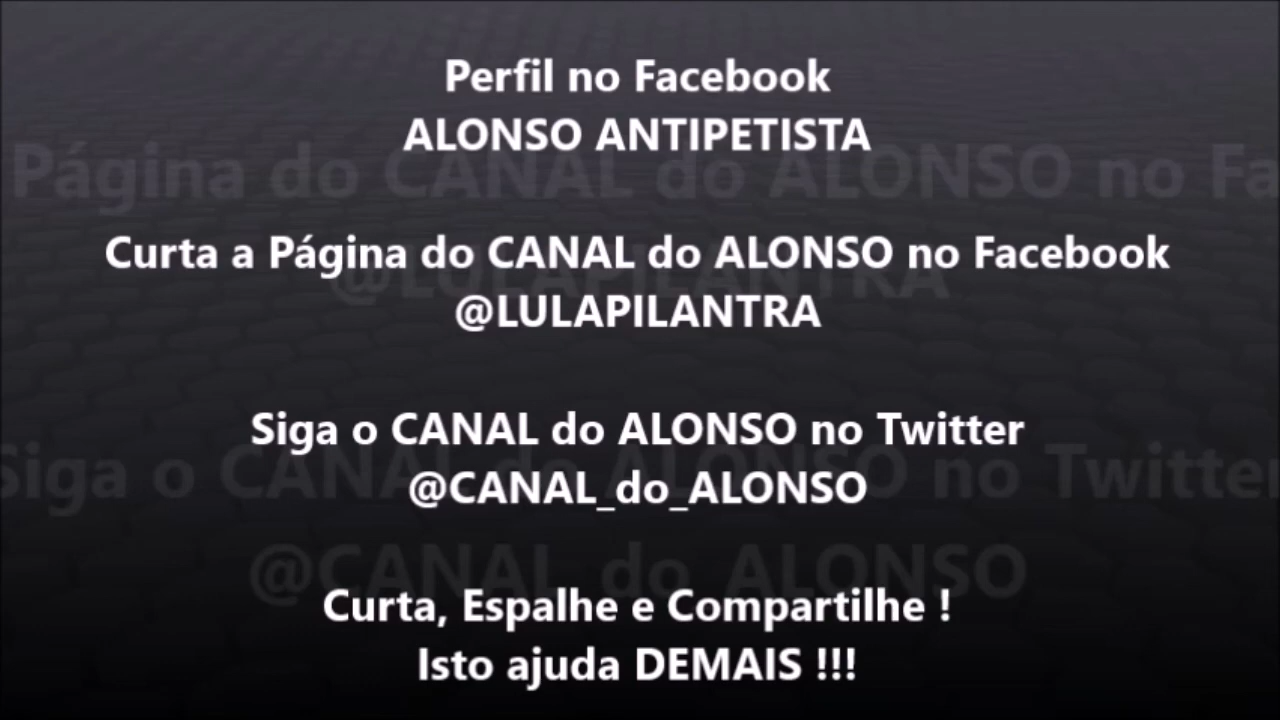 Perfil no Facebook
ALONSO ANTIPETISTA
Curta a Página do CANAL do ALONSO no Facebook
@LULAPILANTRA
Siga o CANAL do ALONSO no Twitter
@CANAL_do_ALONSO
Curta, Espalhe e Compartilhe !
Isto ajuda DEMAIS !!!